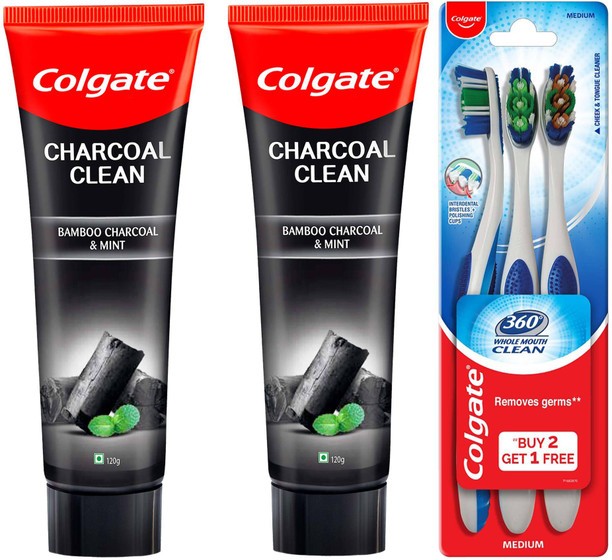 Colgate®
CHARCOAL
CLEAN
BAMBOO CHARCOAL
& MINT
120g
Colgate®
CHARCOAL
CLEAN
BAMBOO CHARCOAL
& MINT
120g
Colgate
MEDIUM
CHEEK & TONGUE CLEANER
INTERDENTAL
BRISTLES +
POLISHING
CUPS
360°
WHOLE MOUTH
CLEAN
Colgate®
Removes germs**
"BUY 2
GET 1 FREE
MEDIUM